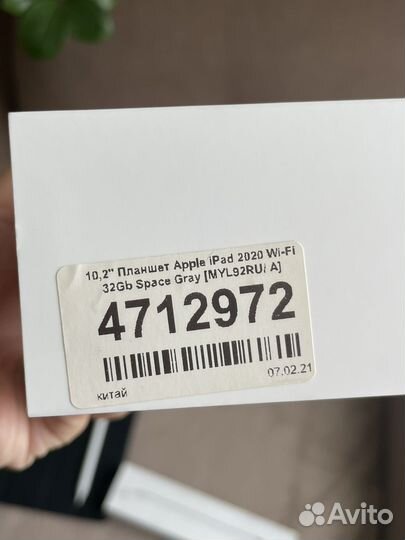 10,2" Планшет Apple iPad 2020 Wi-Fi
32Gb Space Gray [MYL92RU/A]
4712972
07.02.21
китай
Avito